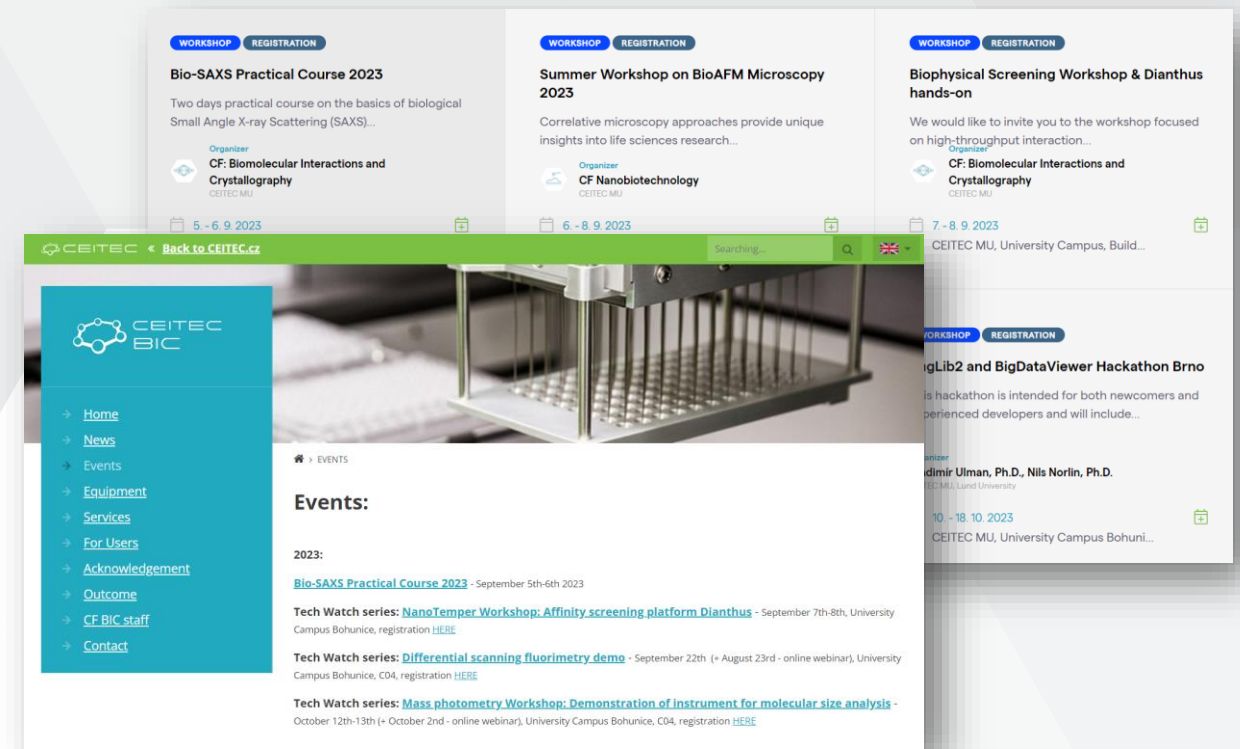 WORKSHOP REGISTRATION
Bio-SAXS Practical Course 2023
Two days practical course on the basics of biological
Small Angle X-ray Scattering (SAXS)...
Organizer
CF: Biomolecular Interactions and
Crystallography
CEITEC MU
5. - 6. 9. 2023
WORKSHOP REGISTRATION
Summer Workshop on BioAFM Microscopy
2023
Correlative microscopy approaches provide unique
insights into life sciences research...
Organizer
CF Nanobiotechnology
CEITEC MU
6. - 8. 9. 2023
WORKSHOP REGISTRATION
Biophysical Screening Workshop & Dianthus
hands-on
We would like to invite you to the workshop focused
on high-throughput interaction...
Organizer
CF: Biomolecular Interactions and
Crystallography
CEITEC MU
7. - 8. 9. 2023
CEITEC MU, University Campus, Build...
REGISTRATION
and BigDataViewer Hackathon Brno
hackathon is intended for both newcomers and
developers and will include...
Ulman, Ph.D., Nils Norlin, Ph.D.
MU, Lund University
10. - 18. 10. 2023
CEITEC MU, University Campus Bohuni...
CEITEC « Back to CEITEC.cz
Searching...
CEITEC
BIC
Home
News
Events
Equipment
Services
For Users
Acknowledgement
Outcome
CF BIC staff
Contact
> EVENTS
Events:
2023:
Bio-SAXS Practical Course 2023 - September 5th-6th 2023
Tech Watch series: NanoTemper Workshop: Affinity screening platform Dianthus - September 7th-8th, University
Campus Bohunice, registration HERE
Tech Watch series: Differential scanning fluorimetry demo - September 22th (+ August 23rd - online webinar), University
Campus Bohunice, C04, registration HERE
Tech Watch series: Mass photometry Workshop: Demonstration of instrument for molecular size analysis -
October 12th-13th (+ October 2nd - online webinar), University Campus Bohunice, C04, registration HERE